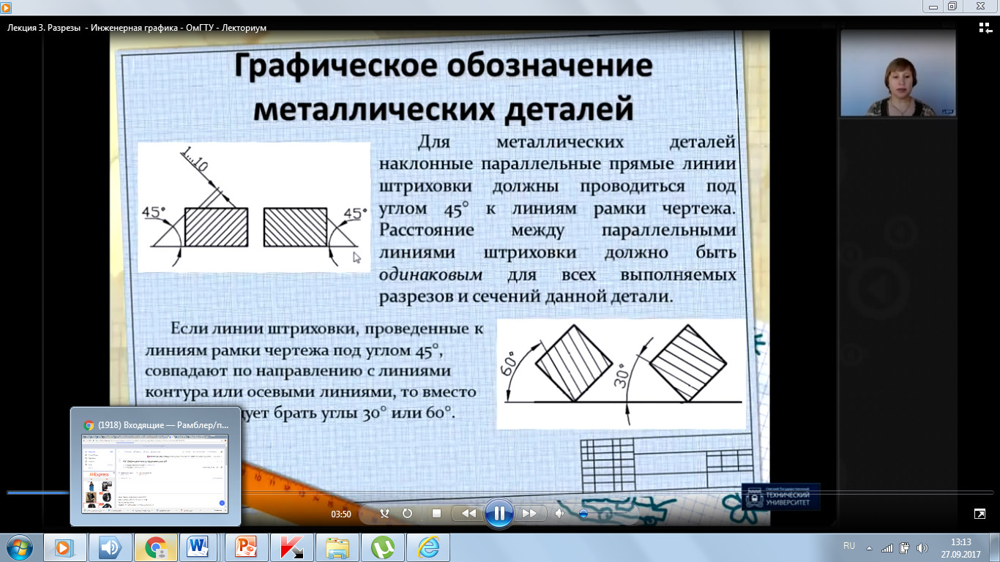 Лекция 3. Разрезы - Инженерная графика - ОмГТУ - Лекториум
Графическое обозначение
металлических деталей
1...10
45°
45°
Для металлических деталей
наклонные параллельные прямые линии
штриховки должны проводиться под
углом 45° к линиям рамки чертежа.
Расстояние между параллельными
линиями штриховки должно быть
одинаковым для всех выполняемых
разрезов и сечений данной детали.
Если линии штриховки, проведенные к
линиям рамки чертежа под углом 45°,
совпадают по направлению с линиями
контура или осевыми линиями, то вместо
дует брать углы 30° или 60°.
60°
30°
(1918) Входящие — Рамблер/п...
AliExpress
ТЕХНИЧЕСКИЙ
УНИВЕРСИТЕТ
03:50
RU
13:13
27.09.2017